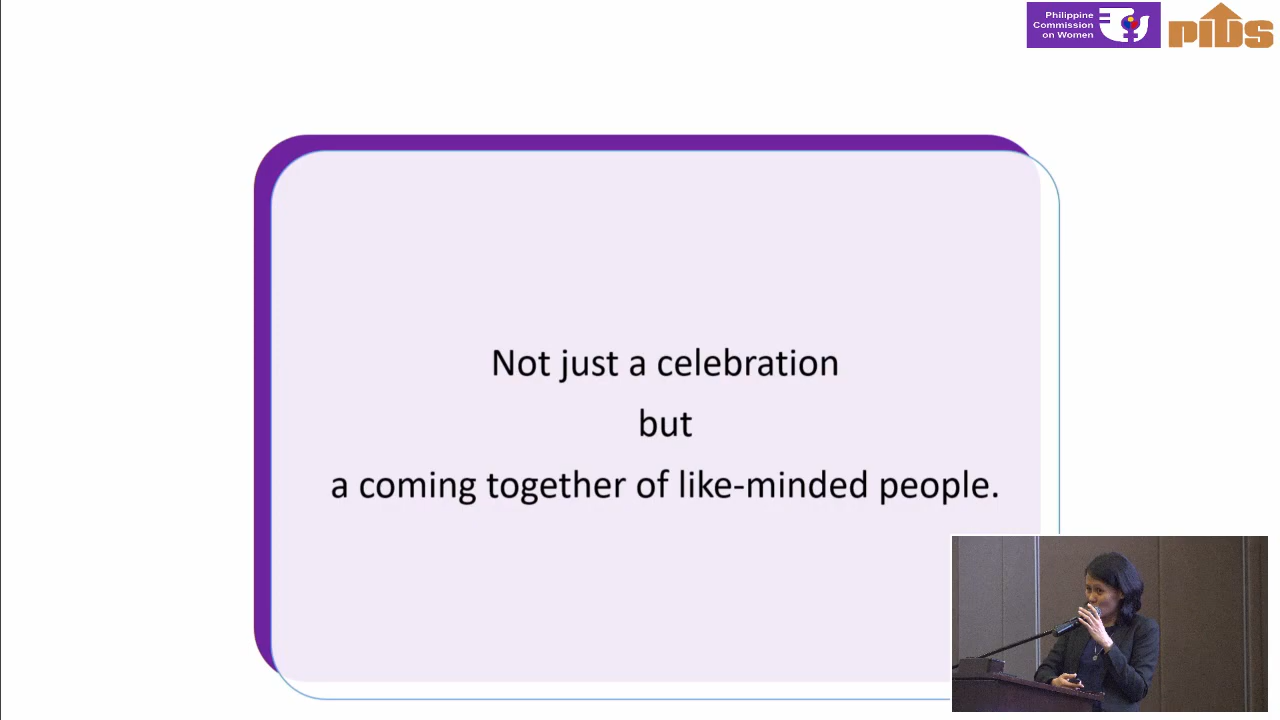 Philippine
Commission
on Women
PIDS
Not just a celebration
but
a coming together of like-minded people.